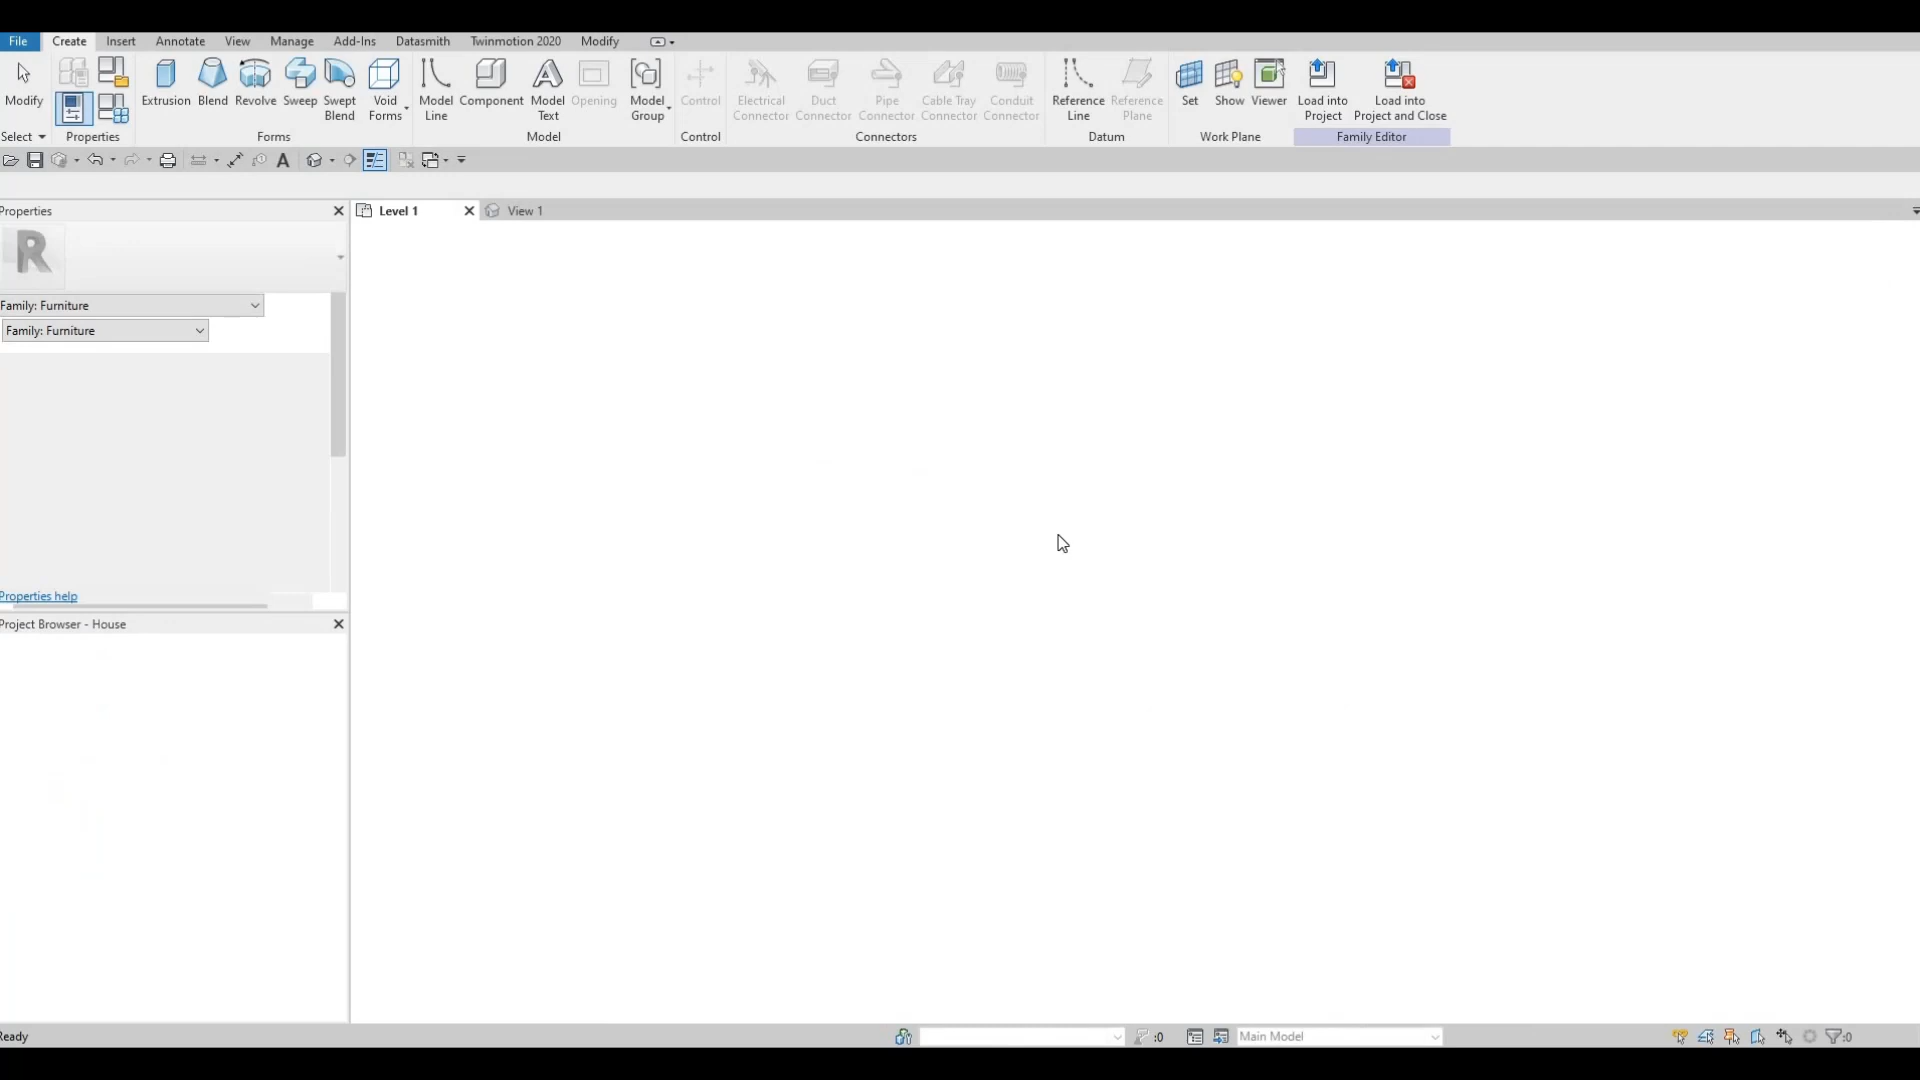 File Create Insert Annotate View Manage Add-Ins Datasmith Twinmotion 2020 Modify
Modify Extrusion Blend Revolve Sweep Swept Blend Void Forms Model Line Component Model Text Opening Model Group Control Electrical Connector Duct Connector Pipe Connector Cable Tray Connector Conduit Connector Reference Line Reference Plane Set Show Viewer Load into Project Load into Project and Close
Select Properties Forms Model Control Connectors Datum Work Plane Family Editor
Properties Level 1 View 1
Family: Furniture
Family: Furniture
Properties help
Project Browser - House
Ready :0 Main Model :0